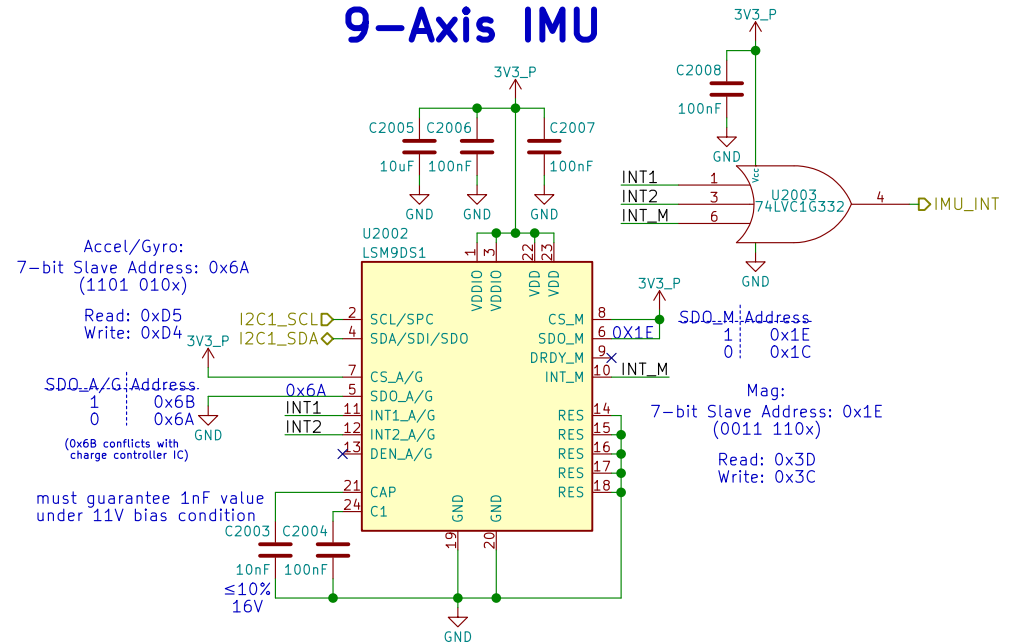 9-Axis IMU
3V3_P
C2008
100nF
GND
3V3_P
C2005
10uF
GND
C2006
100nF
GND
C2007
100nF
GND
INT1
INT2
INT_M
1
3
6
Vcc
U2003
74LVC1G332
4
IMU_INT
GND
U2002
LSM9DS1
1
3
22
23
VDDIO
VDDIO
VDD
VDD
Accel/Gyro:
7-bit Slave Address: 0x6A
(1101 010x)
Read: 0xD5
Write: 0xD4
I2C1_SCL
I2C1_SDA
3V3_P
2 SCL/SPC
4 SDA/SDI/SDO
7 CS_A/G
0x6A
5 SDO_A/G
INT1 11 INT1_A/G
INT2 12 INT2_A/G
13 DEN_A/G
21 CAP
24 C1
GND
SDO_A/G Address
1 0x6B
0 0x6A
(0x6B conflicts with
charge controller IC)
must guarantee 1nF value
under 11V bias condition
C2003
10nF
≤10%
16V
C2004
100nF
3V3_P
CS_M 8
SDO_M 6 0X1E
DRDY_M 9
INT_M 10 INT_M
RES 14
RES 15
RES 16
RES 17
RES 18
GND
GND
19
20
GND
SDO_M Address
1 0x1E
0 0x1C
Mag:
7-bit Slave Address: 0x1E
(0011 110x)
Read: 0x3D
Write: 0x3C